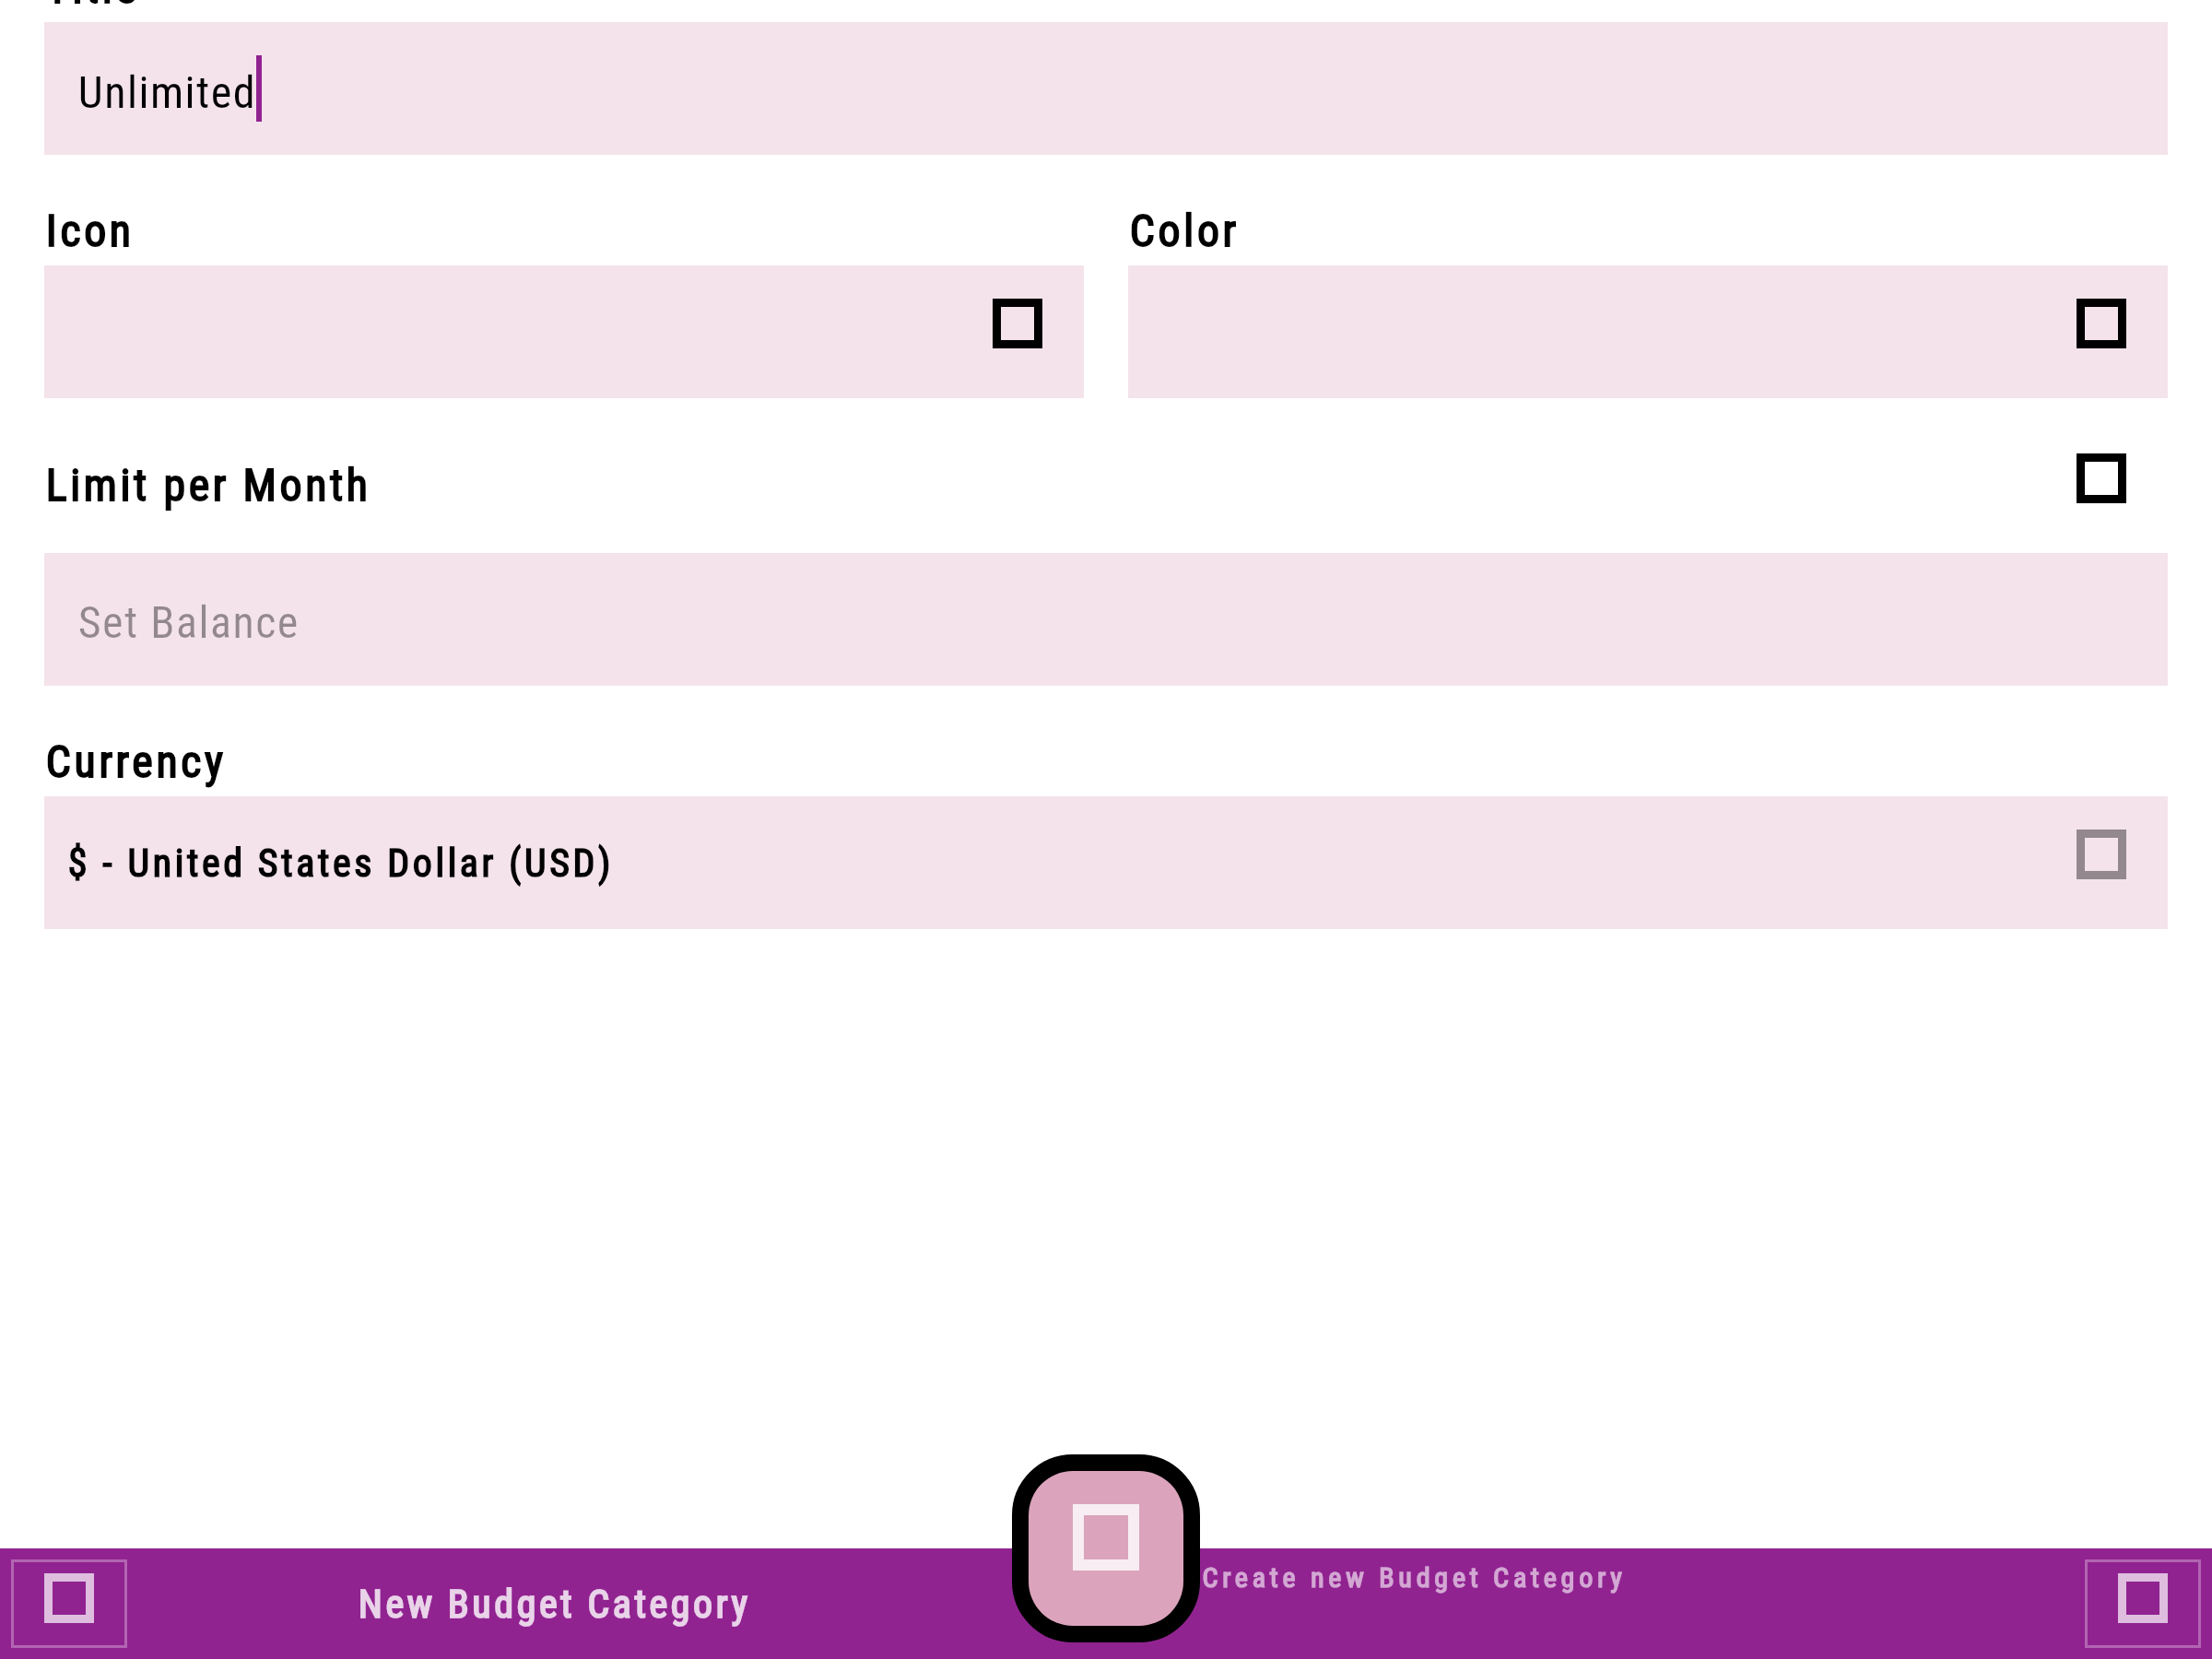 Unlimited
Icon
Color
Limit per Month
Set Balance
Currency
$ - United States Dollar (USD)
New Budget Category
Create new Budget Category